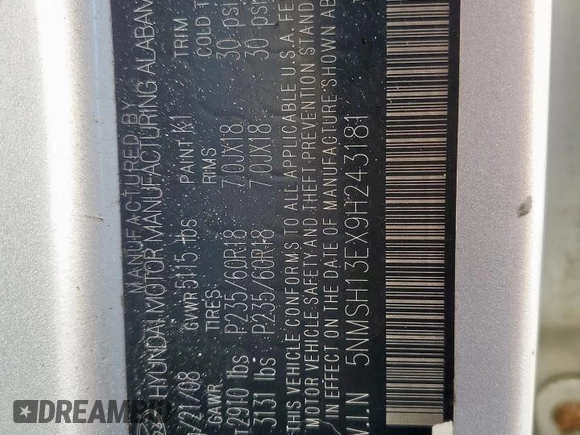 MANUFACTURED BY
HYUNDAI MOTOR MANUFACTURING ALABAMA
/21/08 GVWR 5115 lbs PAINT K1 TRIM
GAWR TIRES RIMS COLD T
T 2910 lbs P235/60R18 7.0JX18 30 psi
3131 lbs P235/60R18 7.0JX18 30 psi
THIS VEHICLE CONFORMS TO ALL APPLICABLE U.S.A. FE
MOTOR VEHICLE SAFETY AND THEFT PREVENTION STAND
IN EFFECT ON THE DATE OF MANUFACTURE SHOWN AB
V.I.N 5NMSH13EX9H243181
RIDEWITHPRIDE.COM